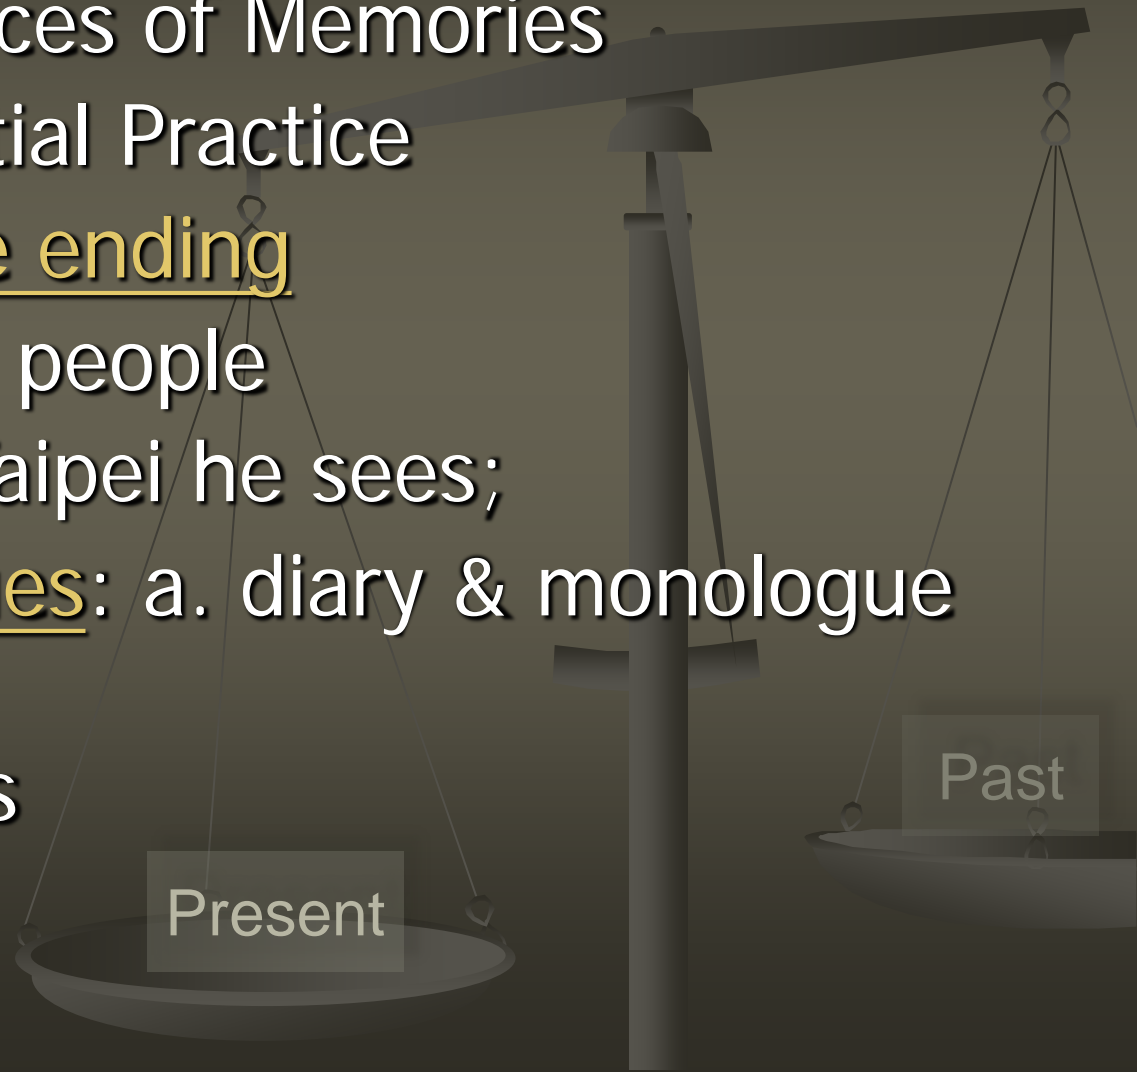 ces of Memories
tial Practice
e ending
people
aipei he sees;
es: a. diary & monologue
s
Past
Present